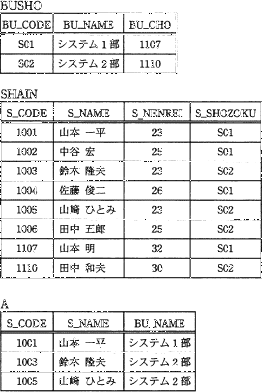 BUSHO
BU_CODE BU_NAME BU_CHO
S01 システム1部 1107
S02 システム2部 1110
SHAIN
S_CODE S_NAME S_NENREI S_SHOZOKU
1001 山本 一平 23 S01
1002 中谷 宏 25 S01
1003 鈴木 隆夫 23 S02
1004 佐藤 俊二 26 S01
1005 山崎 ひとみ 23 S02
1006 田中 五郎 25 S02
1107 山本 明 32 S01
1110 田中 和夫 30 S02
A
S_CODE S_NAME BU_NAME
1001 山本 一平 システム1部
1003 鈴木 隆夫 システム2部
1005 山崎 ひとみ システム2部